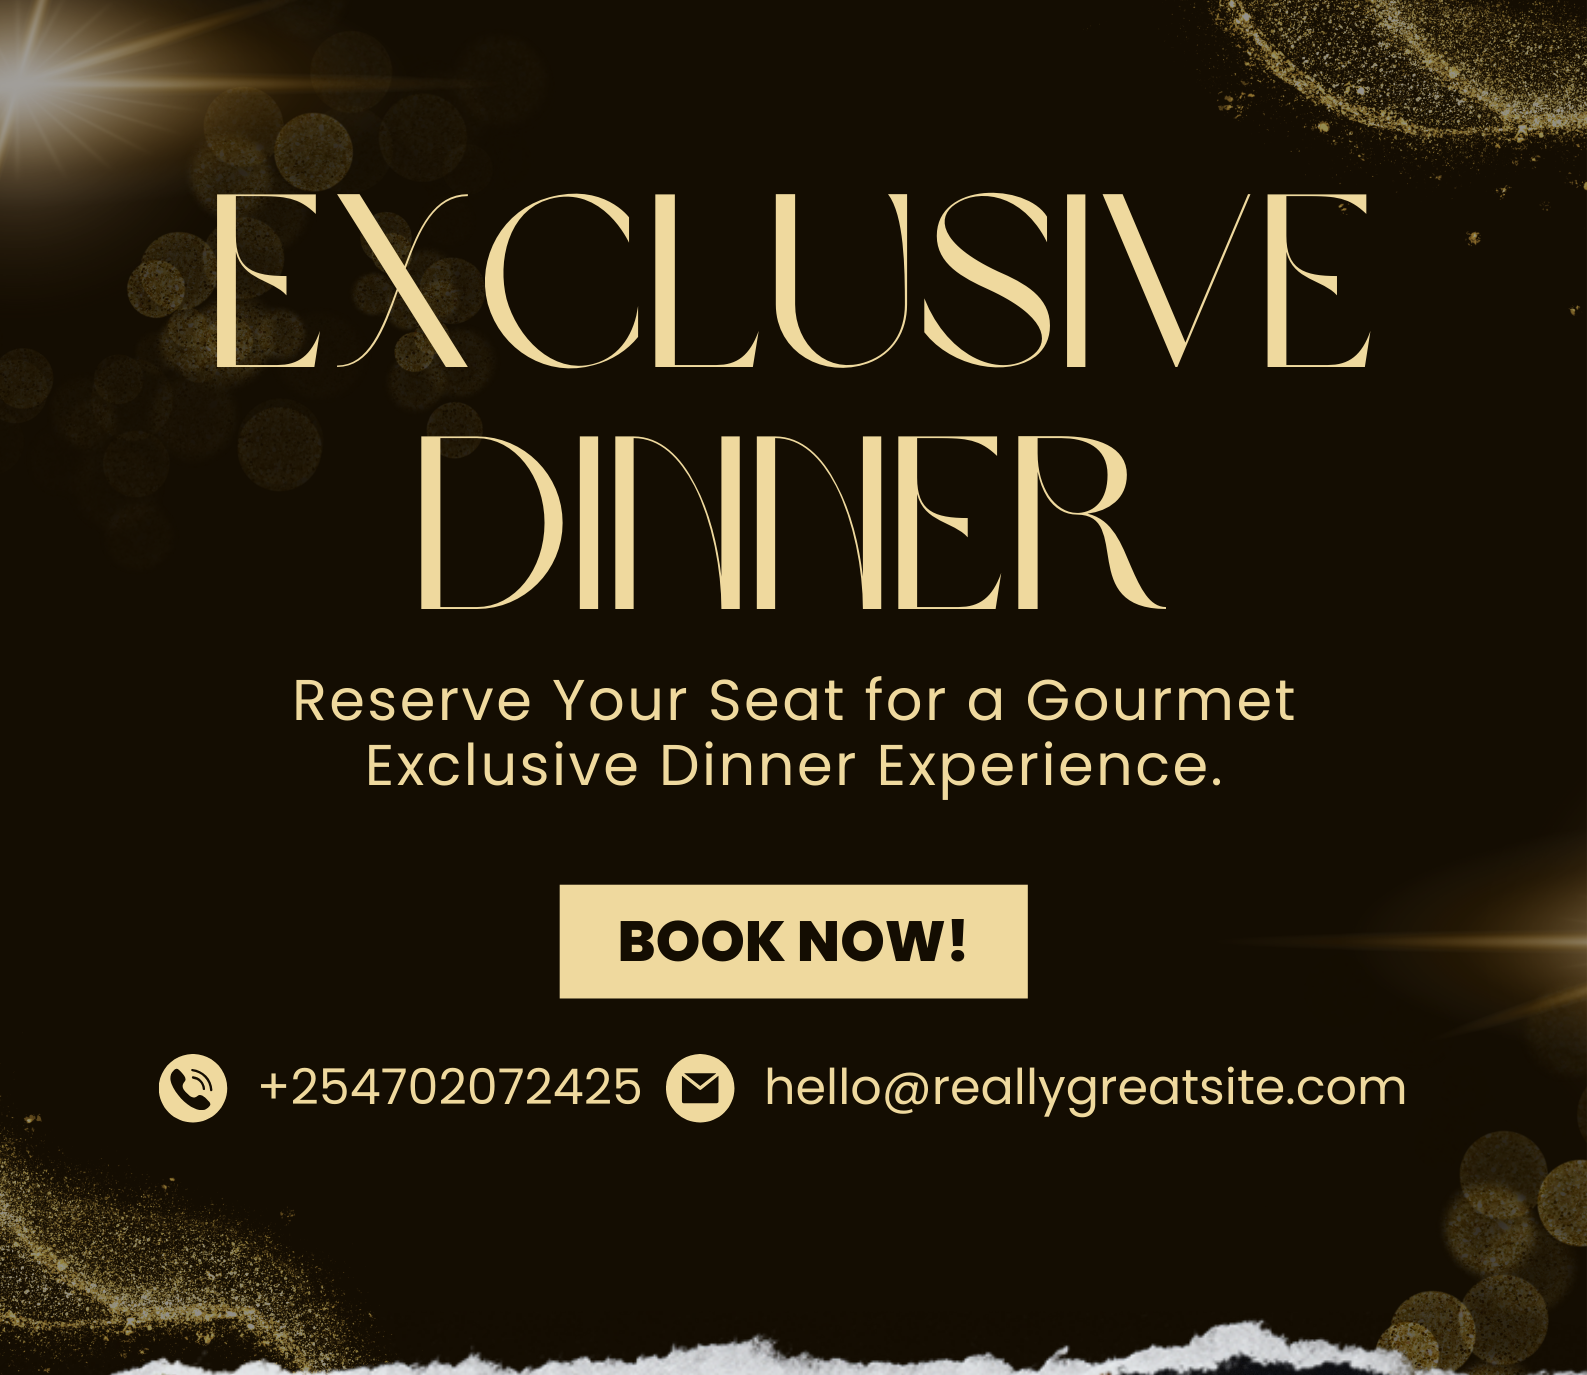 EXCLUSIVE
DINNER
Reserve Your Seat for a Gourmet
Exclusive Dinner Experience.
BOOK NOW!
+254702072425 hello@reallygreatsite.com